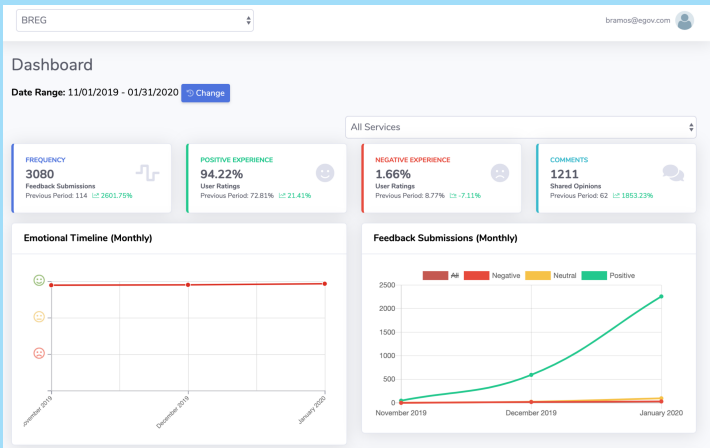 BREG
bramos@egov.com
Dashboard
Date Range: 11/01/2019 - 01/31/2020 Change
All Services
FREQUENCY
3080
Feedback Submissions
Previous Period: 114 2601.75%
POSITIVE EXPERIENCE
94.22%
User Ratings
Previous Period: 72.81% 21.41%
NEGATIVE EXPERIENCE
1.66%
User Ratings
Previous Period: 8.77% -7.11%
COMMENTS
1211
Shared Opinions
Previous Period: 62 1853.23%
Emotional Timeline (Monthly)
December 2019
January 2020
Feedback Submissions (Monthly)
All Negative Neutral Positive
2500
2000
1500
1000
500
0
November 2019 December 2019 January 2020